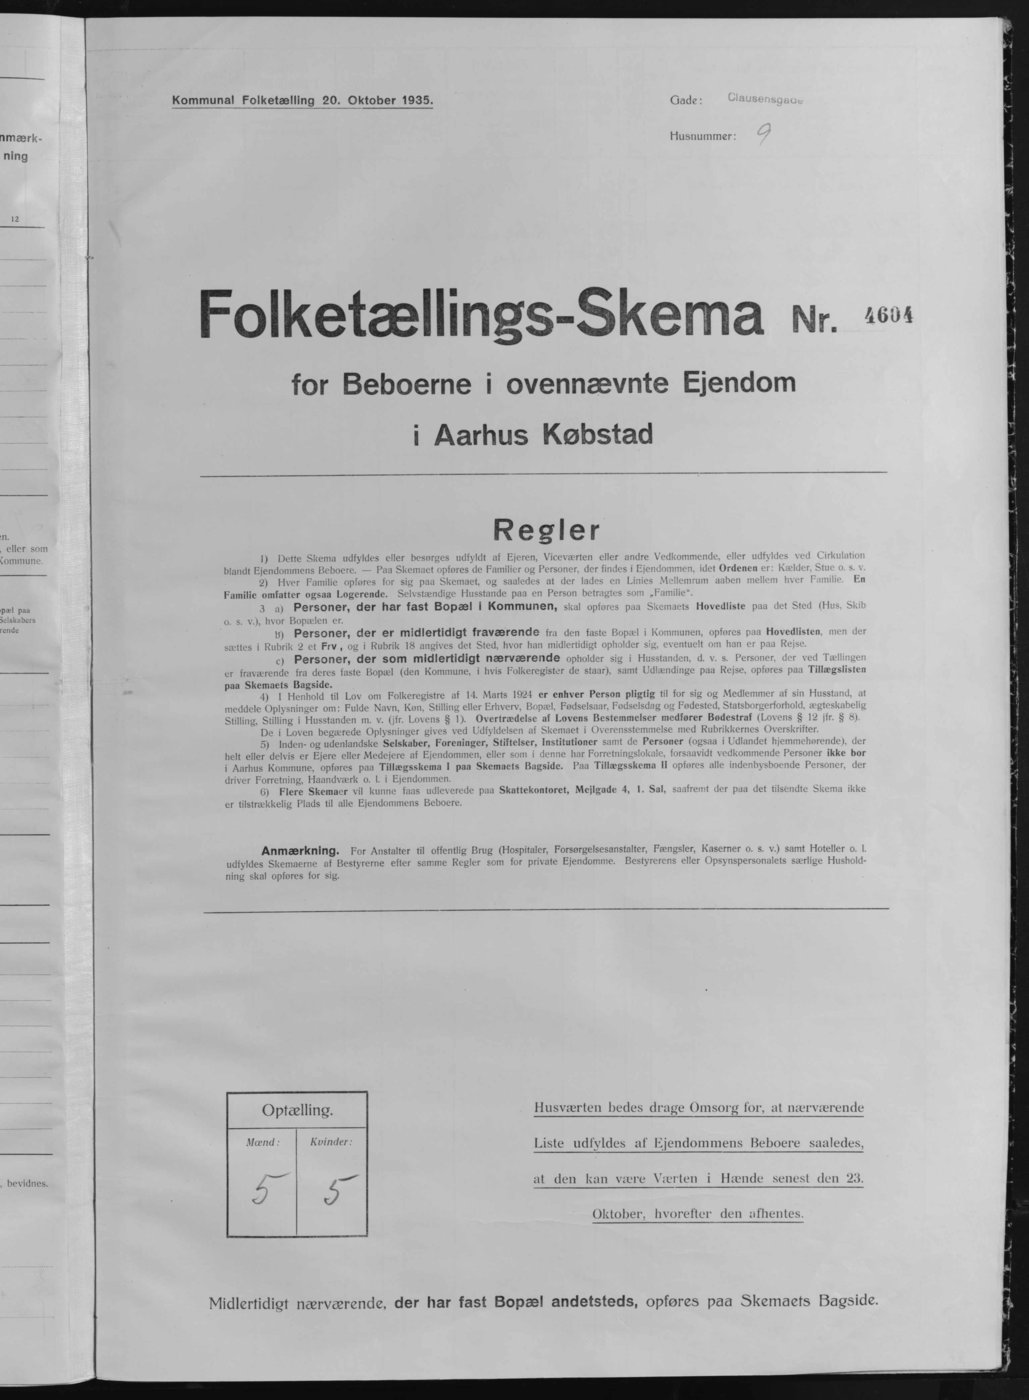 nmærk-
ning
12
en.
, eller som
Kommune.
opæl paa
Selskabers
rende
, bevidnes.
Kommunal Folketælling 20. Oktober 1935.
Gade: Clausensgade
Husnummer: 9
Folketællings-Skema Nr. 4604
for Beboerne i ovennævnte Ejendom
i Aarhus Købstad
Regler
1) Dette Skema udfyldes eller besørges udfyldt af Ejeren, Viceværten eller andre Vedkommende, eller udfyldes ved Cirkulation
blandt Ejendommens Beboere. — Paa Skemaet opføres de Familier og Personer, der findes i Ejendommen, idet Ordenen er: Kælder, Stue o. s. v.
2) Hver Familie opføres for sig paa Skemaet, og saaledes at der lades en Linies Mellemrum aaben mellem hver Familie. En
Familie omfatter ogsaa Logerende. Selvstændige Husstande paa en Person betragtes som „Familie“.
3 a) Personer, der har fast Bopæl i Kommunen, skal opføres paa Skemaets Hovedliste paa det Sted (Hus, Skib
o. s. v.), hvor Bopælen er.
b) Personer, der er midlertidigt fraværende fra den faste Bopæl i Kommunen, opføres paa Hovedlisten, men der
sættes i Rubrik 2 et Frv, og i Rubrik 18 angives det Sted, hvor han midlertidigt opholder sig, eventuelt om han er paa Rejse.
c) Personer, der som midlertidigt nærværende opholder sig i Husstanden, d. v. s. Personer, der ved Tællingen
er fraværende fra deres faste Bopæl (den Kommune, i hvis Folkeregister de staar), samt Udlændinge paa Rejse, opføres paa Tillægslisten
paa Skemaets Bagside.
4) I Henhold til Lov om Folkeregistre af 14. Marts 1924 er enhver Person pligtig til for sig og Medlemmer af sin Husstand, at
meddele Oplysninger om: Fulde Navn, Køn, Stilling eller Erhverv, Bopæl, Fødselsaar, Fødselsdag og Fødested, Statsborgerforhold, ægteskabelig
Stilling, Stilling i Husstanden m. v. (jfr. Lovens § 1). Overtrædelse af Lovens Bestemmelser medfører Bødestraf (Lovens § 12 jfr. § 8).
De i Loven begærede Oplysninger gives ved Udfyldelsen af Skemaet i Overensstemmelse med Rubrikkernes Overskrifter.
5) Inden- og udenlandske Selskaber, Foreninger, Stiftelser, Institutioner samt de Personer (ogsaa i Udlandet hjemmehørende), der
helt eller delvis er Ejere eller Medejere af Ejendommen, eller som i denne har Forretningslokale, forsaavidt vedkommende Personer ikke bor
i Aarhus Kommune, opføres paa Tillægsskema I paa Skemaets Bagside. Paa Tillægsskema II opføres alle indenbysboende Personer, der
driver Forretning, Haandværk o. l. i Ejendommen.
6) Flere Skemaer vil kunne faas udleverede paa Skattekontoret, Mejlgade 4, 1. Sal, saafremt der paa det tilsendte Skema ikke
er tilstrækkelig Plads til alle Ejendommens Beboere.
Anmærkning. For Anstalter til offentlig Brug (Hospitaler, Forsørgelsesanstalter, Fængsler, Kaserner o. s. v.) samt Hoteller o. l.
udfyldes Skemaerne af Bestyrerne efter samme Regler som for private Ejendomme. Bestyrerens eller Opsynspersonalets særlige Hushold-
ning skal opføres for sig.
Optælling.
Mænd: Kvinder:
5 5
Husværten bedes drage Omsorg for, at nærværende
Liste udfyldes af Ejendommens Beboere saaledes,
at den kan være Værten i Hænde senest den 23.
Oktober, hvorefter den afhentes.
Midlertidigt nærværende, der har fast Bopæl andetsteds, opføres paa Skemaets Bagside.